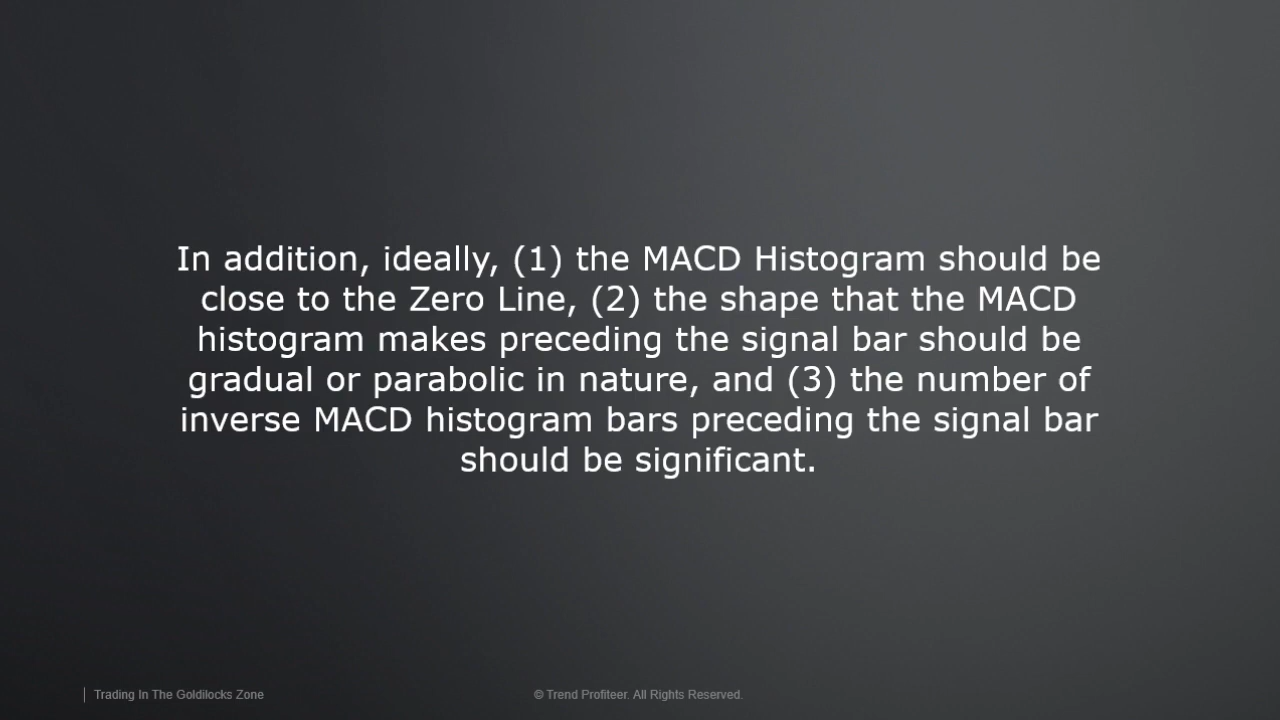 In addition, ideally, (1) the MACD Histogram should be
close to the Zero Line, (2) the shape that the MACD
histogram makes preceding the signal bar should be
gradual or parabolic in nature, and (3) the number of
inverse MACD histogram bars preceding the signal bar
should be significant.
Trading In The Goldilocks Zone
© Trend Profiteer. All Rights Reserved.